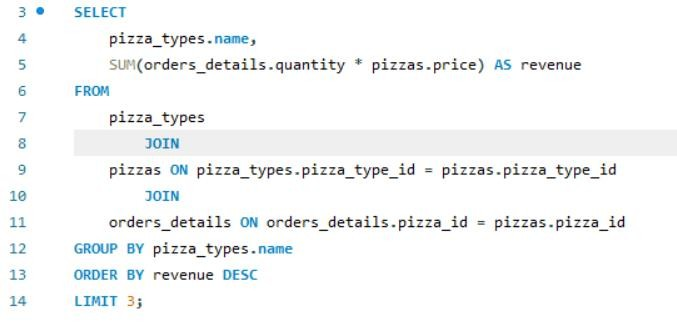 3 SELECT
4 pizza_types.name,
5 SUM(orders_details.quantity * pizzas.price) AS revenue
6 FROM
7 pizza_types
8 JOIN
9 pizzas ON pizza_types.pizza_type_id = pizzas.pizza_type_id
10 JOIN
11 orders_details ON orders_details.pizza_id = pizzas.pizza_id
12 GROUP BY pizza_types.name
13 ORDER BY revenue DESC
14 LIMIT 3;